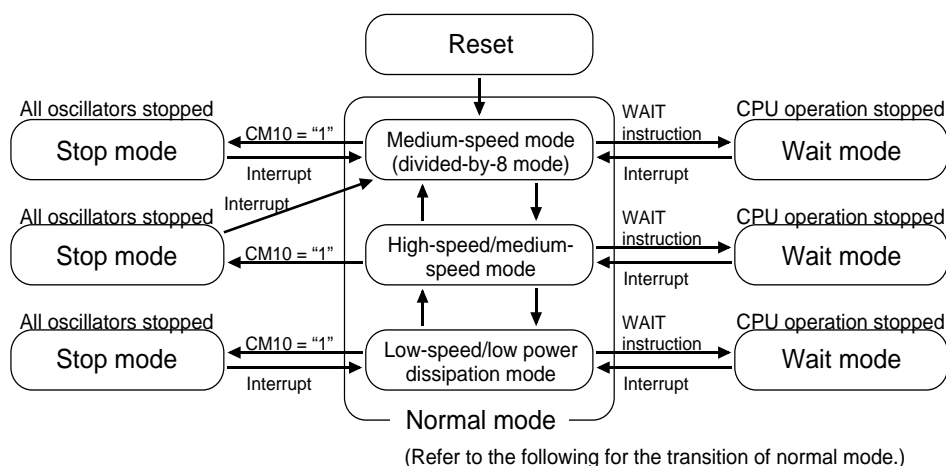 Reset
All oscillators stopped
Stop mode
CM10 = “1”
Interrupt
Medium-speed mode
(divided-by-8 mode)
WAIT
instruction
Interrupt
CPU operation stopped
Wait mode
All oscillators stopped
Stop mode
Interrupt
CM10 = “1”
High-speed/medium-
speed mode
WAIT
instruction
Interrupt
CPU operation stopped
Wait mode
All oscillators stopped
Stop mode
CM10 = “1”
Interrupt
Low-speed/low power
dissipation mode
WAIT
instruction
Interrupt
CPU operation stopped
Wait mode
Normal mode
(Refer to the following for the transition of normal mode.)